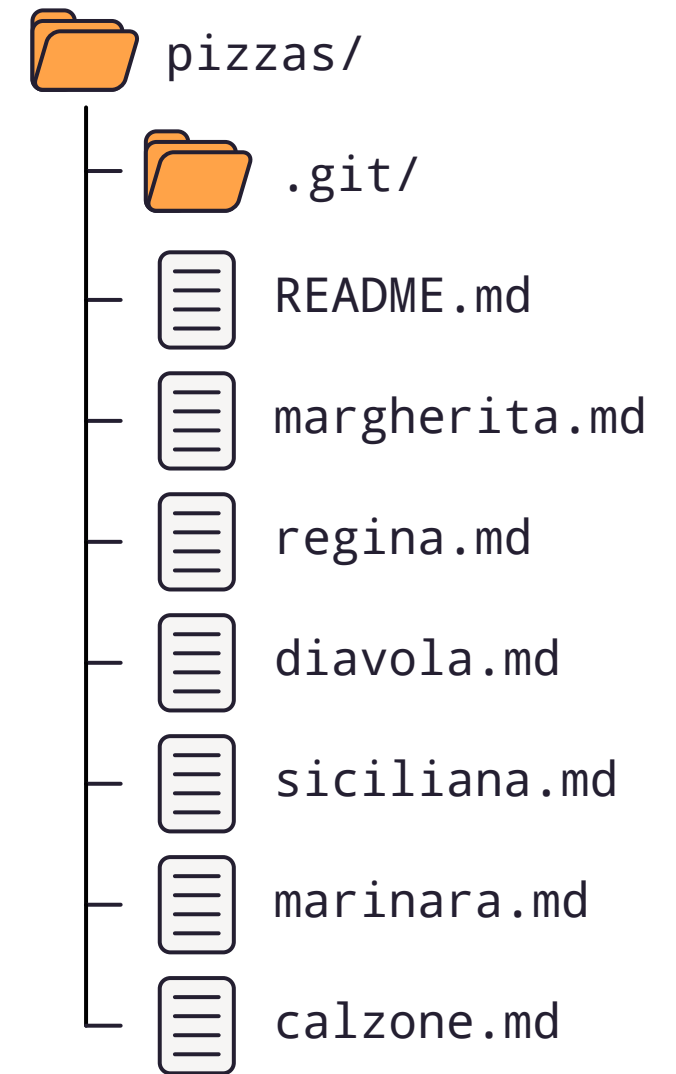 pizzas/
.git/
README.md
margherita.md
regina.md
diavola.md
siciliana.md
marinara.md
calzone.md